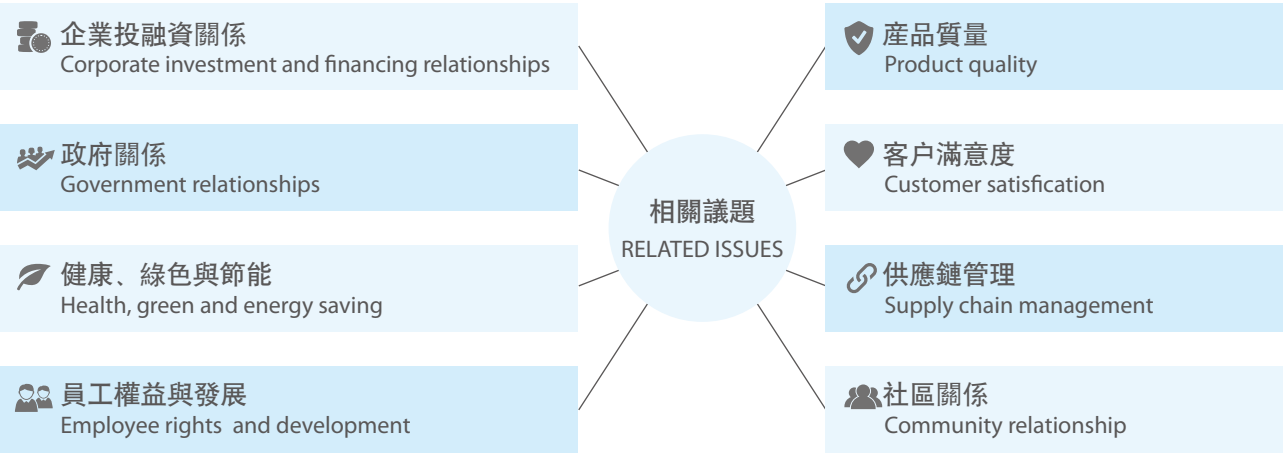 企業投融資關係
Corporate investment and financing relationships
政府關係
Government relationships
健康、綠色與節能
Health, green and energy saving
員工權益與發展
Employee rights and development
相關議題
RELATED ISSUES
産品質量
Product quality
客户滿意度
Customer satisfication
供應鏈管理
Supply chain management
社區關係
Community relationship